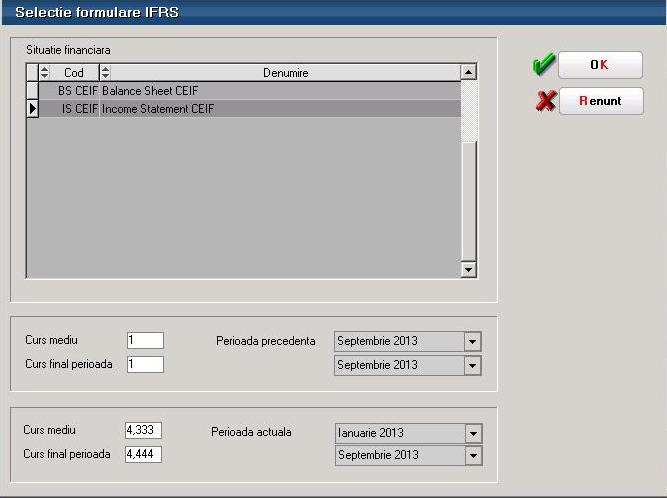 Selectie formulare IFRS
Situatie financiara
Cod Denumire
BS CEIF Balance Sheet CEIF
IS CEIF Income Statement CEIF
OK
Renunt
Curs mediu 1 Perioada precedenta Septembrie 2013
Curs final perioada 1 Septembrie 2013
Curs mediu 4,333 Perioada actuala Ianuarie 2013
Curs final perioada 4,444 Septembrie 2013